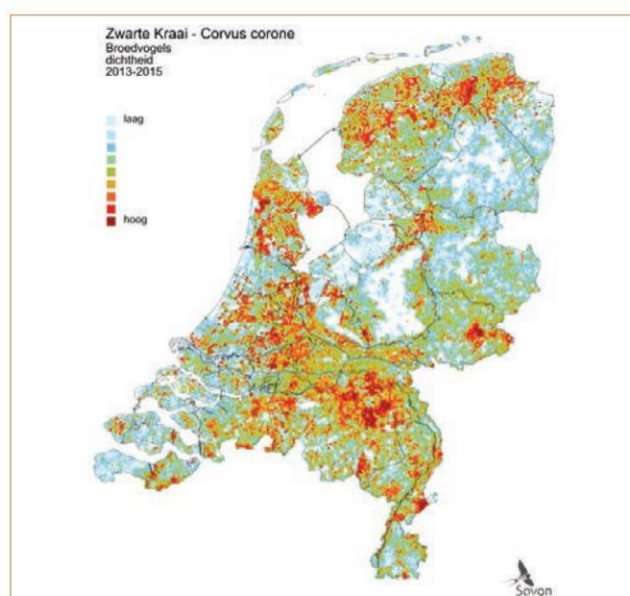 Zwarte Kraai - Corvus corone
Broedvogels
dichtheid
2013-2015
laag
hoog
Sovon